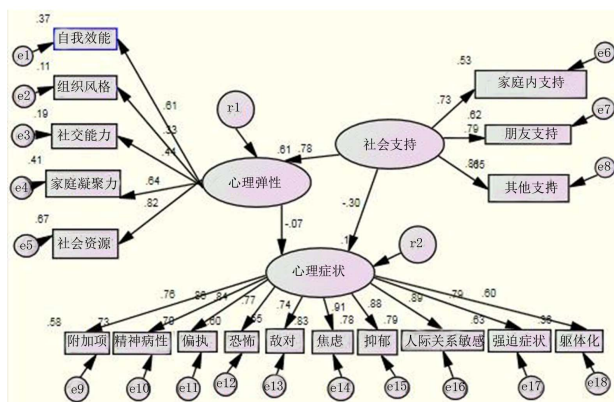 .37
自我效能
e1
.11
组织风格
e2
.19
社交能力
e3
.41
家庭凝聚力
e4
.67
社会资源
e5
.61
.33
.44
.64
.82
r1
心理弹性
.61 .78
社会支持
.53
家庭内支持
e6
.73
.62
.79
朋友支持
e7
其他支持
e8
-.07
-.30
.1
心理症状
r2
.76 .84 .77 .74 .91 .88 .89 .79 .60
.58 .73 .60 .83 .78 .79 .63
附加项 精神病性 偏执 恐怖 敌对 焦虑 抑郁 人际关系敏感 强迫症状 躯体化
e9 e10 e11 e12 e13 e14 e15 e16 e17 e18